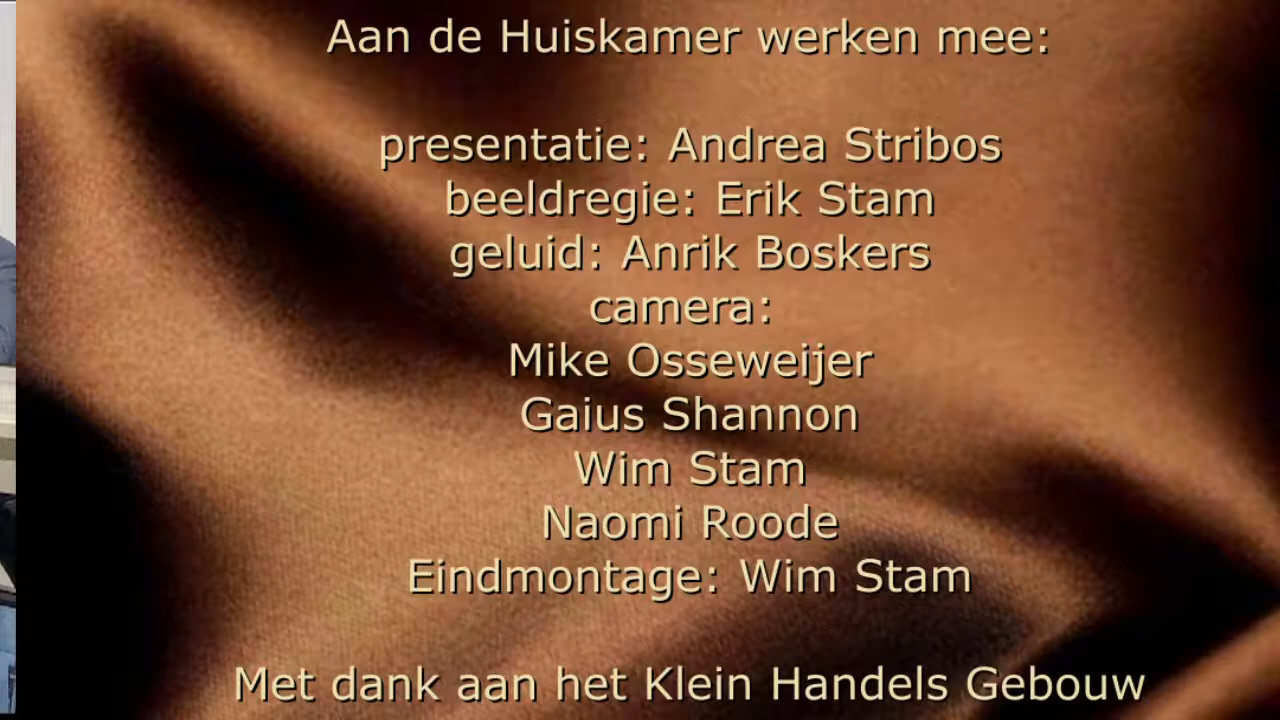 Aan de Huiskamer werken mee:
presentatie: Andrea Stribos
beeldregie: Erik Stam
geluid: Anrik Boskers
camera:
Mike Osseweijer
Gaius Shannon
Wim Stam
Naomi Roode
Eindmontage: Wim Stam
Met dank aan het Klein Handels Gebouw